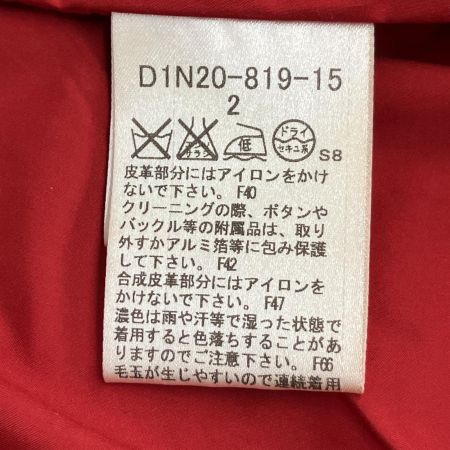 D1N20-819-15
2
サラシ
低
ドライ
セキユ系
S8
皮革部分にはアイロンをかけ
ないで下さい。F40
クリーニングの際、ボタンや
バックル等の附属品は、取り
外すかアルミ箔等に包み保護
して下さい。F42
合成皮革部分にはアイロンを
かけないで下さい。F47
濃色は雨や汗等で湿った状態で
着用すると色落ちすることがあ
りますのでご注意下さい。F66
毛玉が生じやすいので連続着用